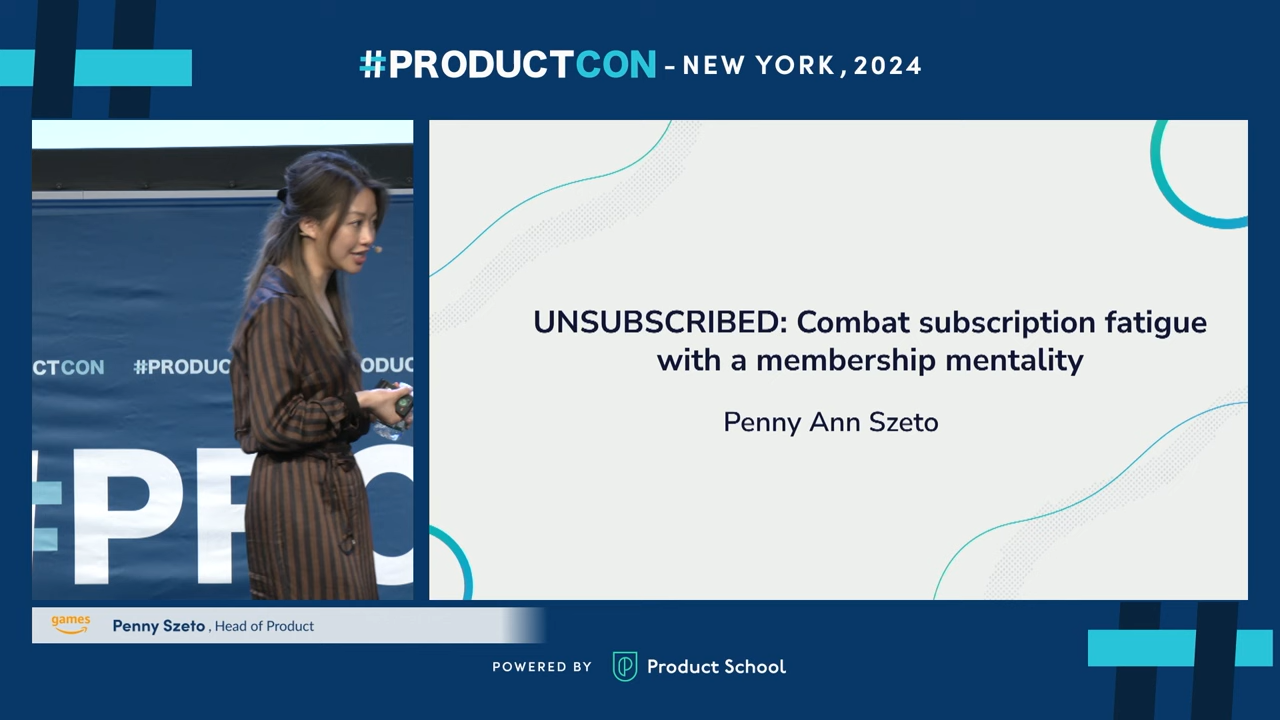 #PRODUCTCON - NEW YORK, 2024
CTCON #PRODUC ODUC
#PRO
UNSUBSCRIBED: Combat subscription fatigue
with a membership mentality
Penny Ann Szeto
games Penny Szeto, Head of Product
POWERED BY Product School